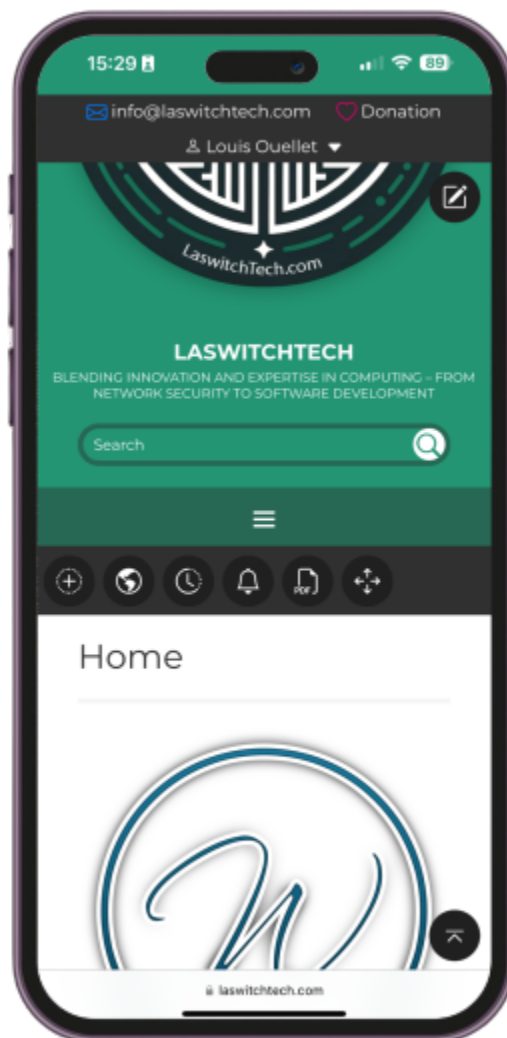 15:29
89
info@laswitchtech.com Donation
Louis Ouellet
LaswitchTech.com
LASWITCHTECH
BLENDING INNOVATION AND EXPERTISE IN COMPUTING – FROM
NETWORK SECURITY TO SOFTWARE DEVELOPMENT
Search
PDF
Home
W
laswitchtech.com